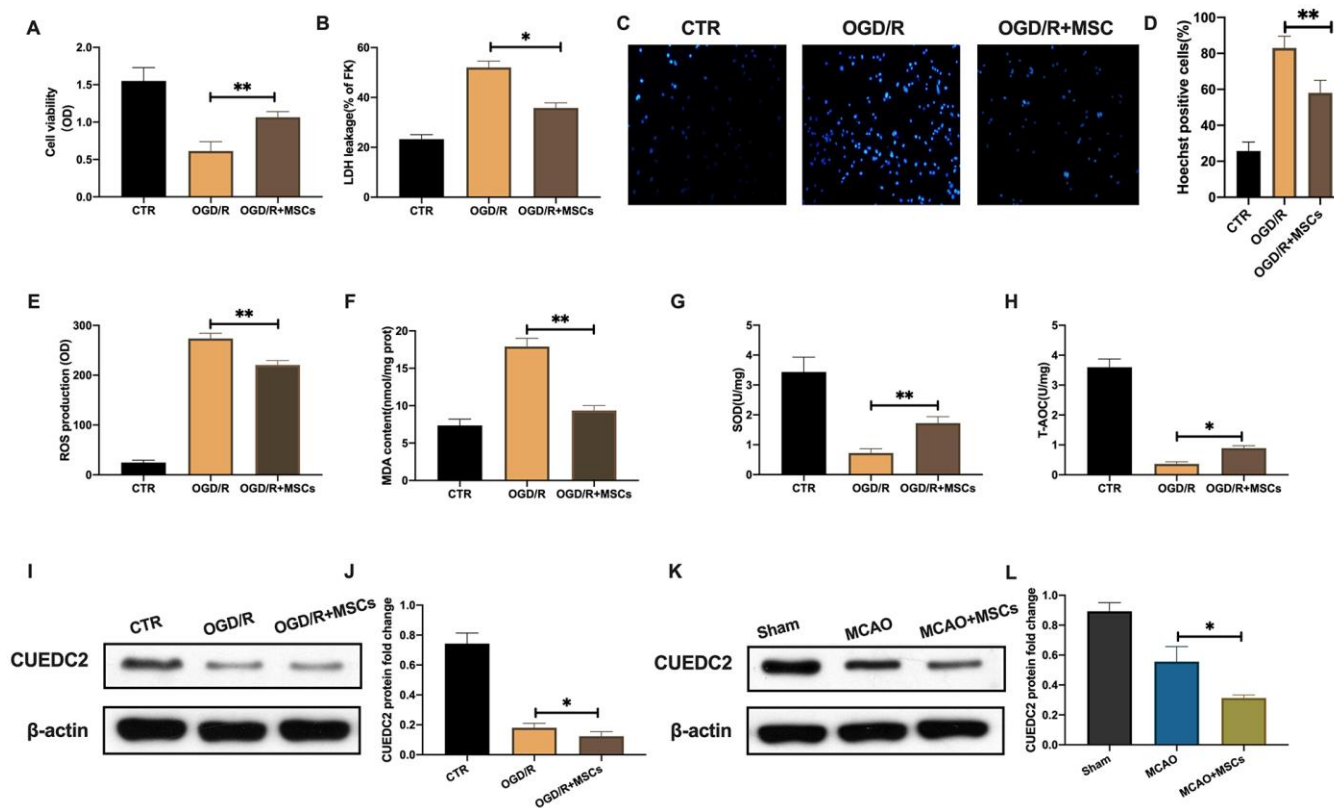 A
Cell viability
(OD)
2.0
1.5
1.0
0.5
0.0
**
CTR
OGD/R
OGD/R+MSCs
B
LDH leakage(% of FK)
60
40
20
0
*
CTR
OGD/R
OGD/R+MSCs
C
CTR
OGD/R
OGD/R+MSC
D
Hoechst positive cells(%)
100
80
60
40
20
0
**
CTR
OGD/R
OGD/R+MSCs
E
ROS production (OD)
300
200
100
0
**
CTR
OGD/R
OGD/R+MSCs
F
MDA content(nmol/mg prot)
20
15
10
5
0
**
CTR
OGD/R
OGD/R+MSCs
G
SOD(U/mg)
5
4
3
2
1
0
**
CTR
OGD/R
OGD/R+MSCs
H
T-AOC(U/mg)
5
4
3
2
1
0
*
CTR
OGD/R
OGD/R+MSCs
I
CTR
OGD/R
OGD/R+MSCs
CUEDC2
β-actin
J
CUEDC2 protein fold change
1.0
0.8
0.6
0.4
0.2
0.0
*
CTR
OGD/R
OGD/R+MSCs
K
Sham
MCAO
MCAO+MSCs
CUEDC2
β-actin
L
CUEDC2 protein fold change
1.0
0.8
0.6
0.4
0.2
0.0
*
Sham
MCAO
MCAO+MSCs